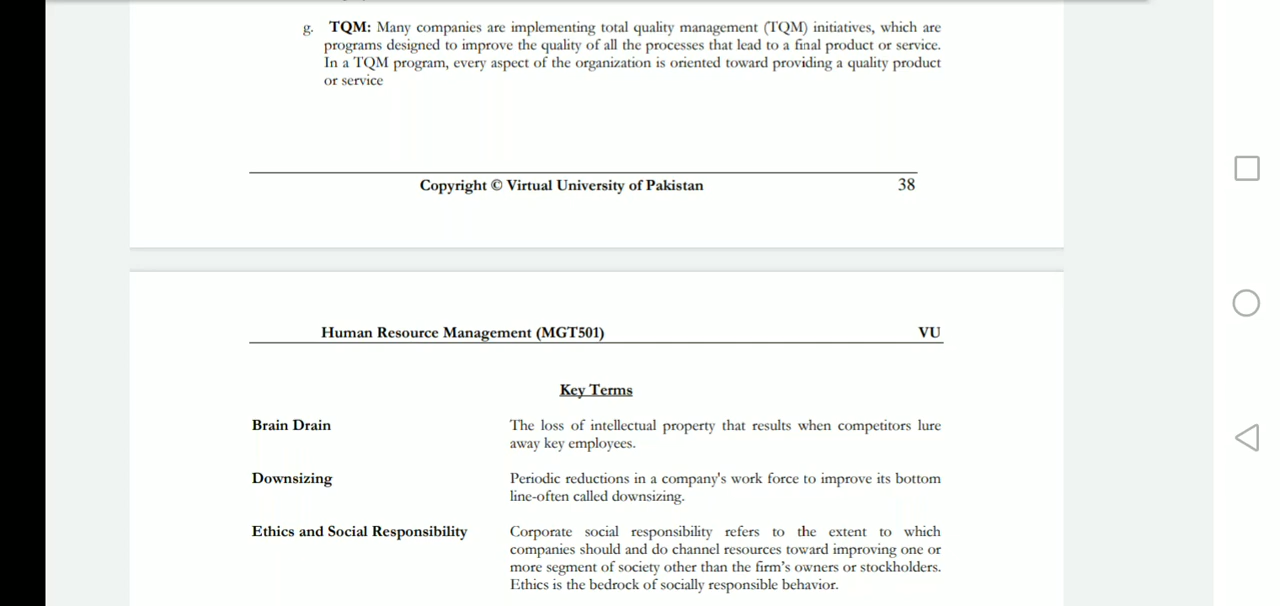 g. TQM: Many companies are implementing total quality management (TQM) initiatives, which are
programs designed to improve the quality of all the processes that lead to a final product or service.
In a TQM program, every aspect of the organization is oriented toward providing a quality product
or service
Copyright © Virtual University of Pakistan 38
Human Resource Management (MGT501) VU
Key Terms
Brain Drain The loss of intellectual property that results when competitors lure
away key employees.
Downsizing Periodic reductions in a company's work force to improve its bottom
line-often called downsizing.
Ethics and Social Responsibility Corporate social responsibility refers to the extent to which
companies should and do channel resources toward improving one or
more segment of society other than the firm's owners or stockholders.
Ethics is the bedrock of socially responsible behavior.